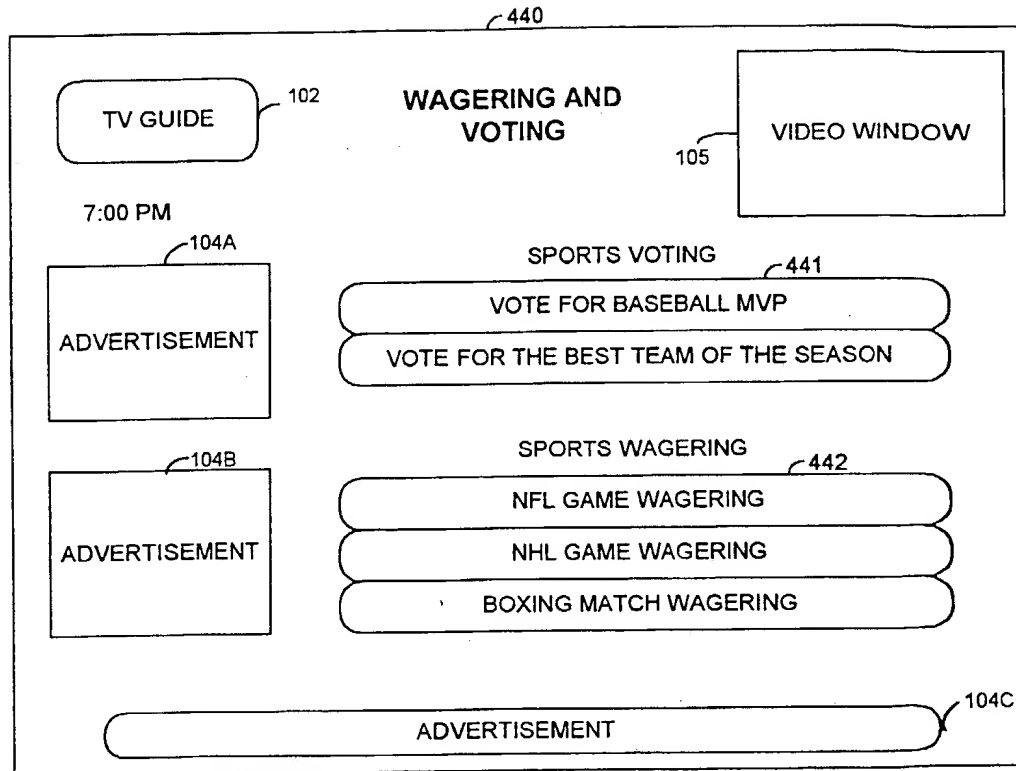 440
TV GUIDE
102
WAGERING AND
VOTING
105
VIDEO WINDOW
7:00 PM
104A
ADVERTISEMENT
SPORTS VOTING
441
VOTE FOR BASEBALL MVP
VOTE FOR THE BEST TEAM OF THE SEASON
104B
ADVERTISEMENT
SPORTS WAGERING
442
NFL GAME WAGERING
NHL GAME WAGERING
BOXING MATCH WAGERING
ADVERTISEMENT
104C